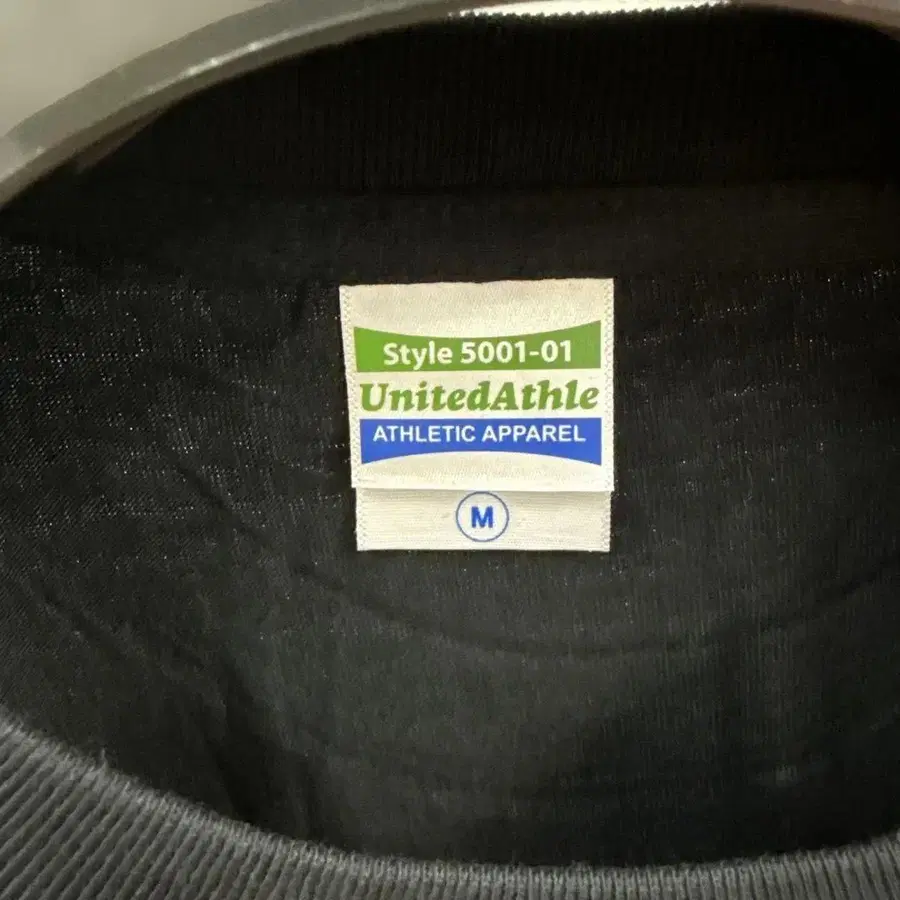 Style 5001-01
UnitedAthle
ATHLETIC APPAREL
M